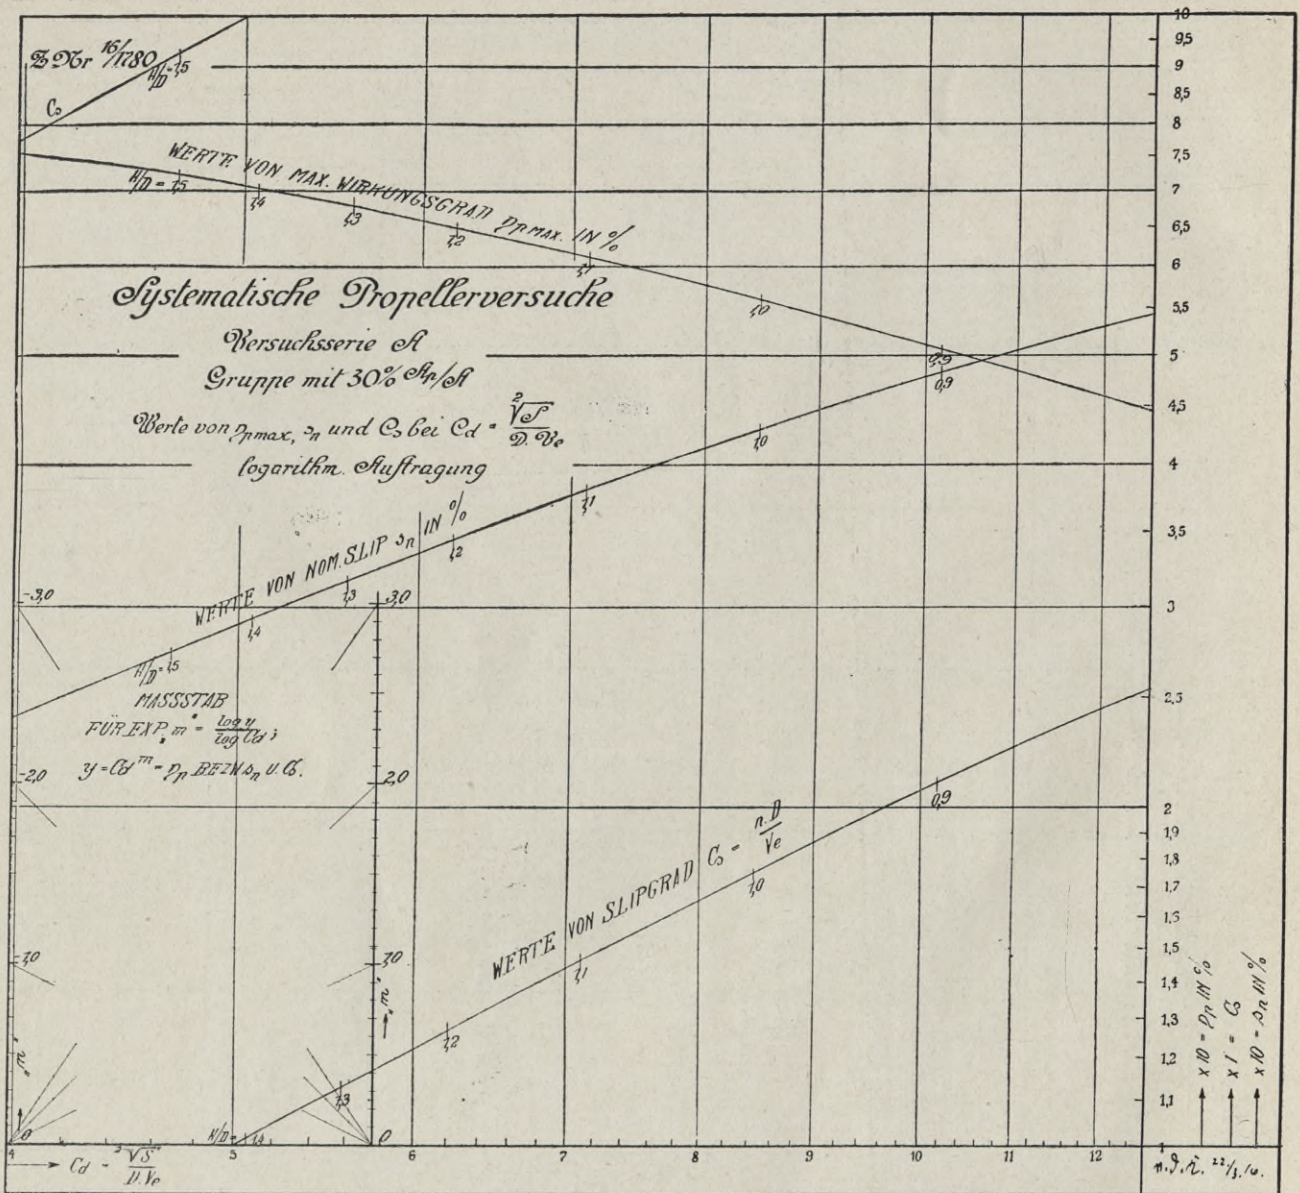 Z Nr 16/1780
H/D = 1,5
C₅
WERTE VON MAX. WIRKUNGSGRAD ηp MAX. IN %
H/D = 1,5
1,4
1,3
1,2
1,1
1,0
0,9
Systematische Propellerversuche
Versuchsserie A
Gruppe mit 30% Ap/A
Werte von ηpmax, sn und Cs bei Cd = ²√S / D. Ve
logarithm. Auftragung
WERTE VON NOM. SLIP sn IN %
H/D = 1,5
1,4
1,3
1,2
1,1
1,0
0,9
-3,0
3,0
MASSSTAB
FÜR EXP. "m" = log y / log Cd ;
y = Cd m = ηp BEZW sn U. Cs.
-2,0
2,0
WERTE VON SLIPGRAD Cs = n.D / Ve
H/D = 1,4
1,3
1,2
1,1
1,0
0,9
1,0
1,0
"m"
"m"
0
0
4
5
6
7
8
9
10
11
12
Cd = ²√S / D.Ve
10
9,5
9
8,5
8
7,5
7
6,5
6
5,5
5
4,5
4
3,5
3
2,5
2
1,9
1,8
1,7
1,5
1,5
1,4
1,3
1,2
1,1
1
x 10 = ηp IN %
x 1 = Cs
x 10 = sn IN %
22/3. 16.